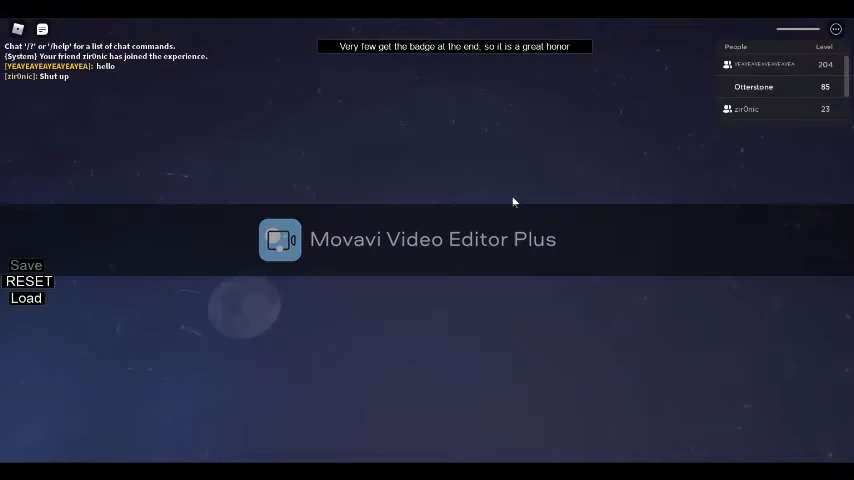 Chat '/?' or '/help' for a list of chat commands.
{System} Your friend zir0nic has joined the experience.
[YEAYEAYEAYEAYEAYEA]: hello
[zir0nic]: Shut up
Very few get the badge at the end, so it is a great honor
People Level
YEAYEAYEAYEAYEAYEA 204
Otterstone 85
zir0nic 23
Movavi Video Editor Plus
Save
RESET
Load